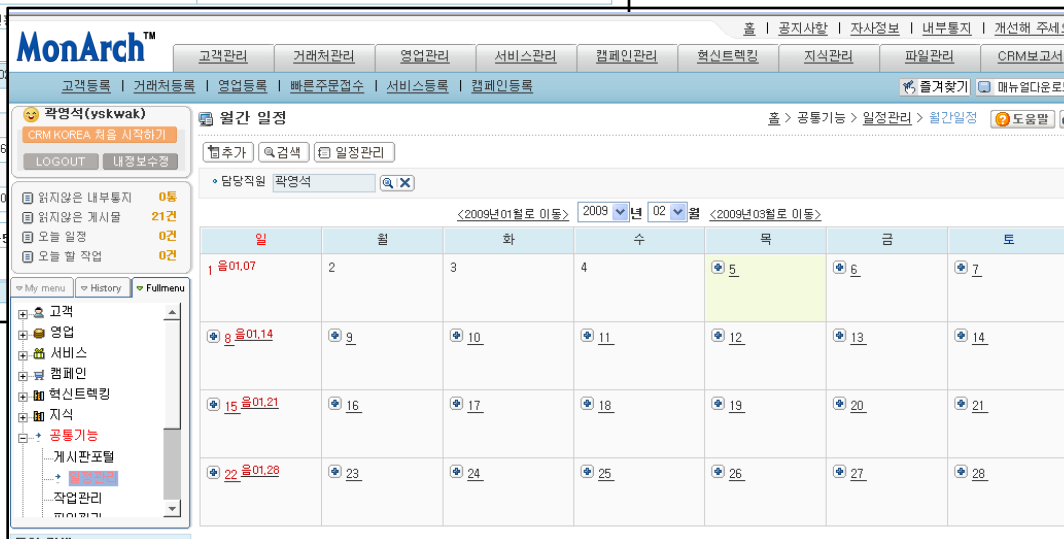 홈 | 공지사항 | 자사정보 | 내부통지 | 개선해 주세요
MonArch™
고객관리 거래처관리 영업관리 서비스관리 캠페인관리 혁신트렉킹 지식관리 파일관리 CRM보고서
고객등록 | 거래처등록 | 영업등록 | 빠른주문접수 | 서비스등록 | 캠페인등록
즐겨찾기 매뉴얼다운로
곽영석(yskwak)
CRM KOREA 처음 시작하기
LOGOUT 내정보수정
읽지않은 내부통지 0통
읽지않은 게시물 21건
오늘 일정 0건
오늘 할 작업 0건
My menu History Fullmenu
고객
영업
서비스
캠페인
혁신트렉킹
지식
공통기능
게시판포털
일정관리
작업관리
월간 일정
홈 > 공통기능 > 일정관리 > 월간일정 도움말
추가 검색 일정관리
담당직원 곽영석
<2009년01월로 이동> 2009 년 02 월 <2009년03월로 이동>
일 월 화 수 목 금 토
1 음01,07 2 3 4 5 6 7
8 음01,14 9 10 11 12 13 14
15 음01,21 16 17 18 19 20 21
22 음01,28 23 24 25 26 27 28